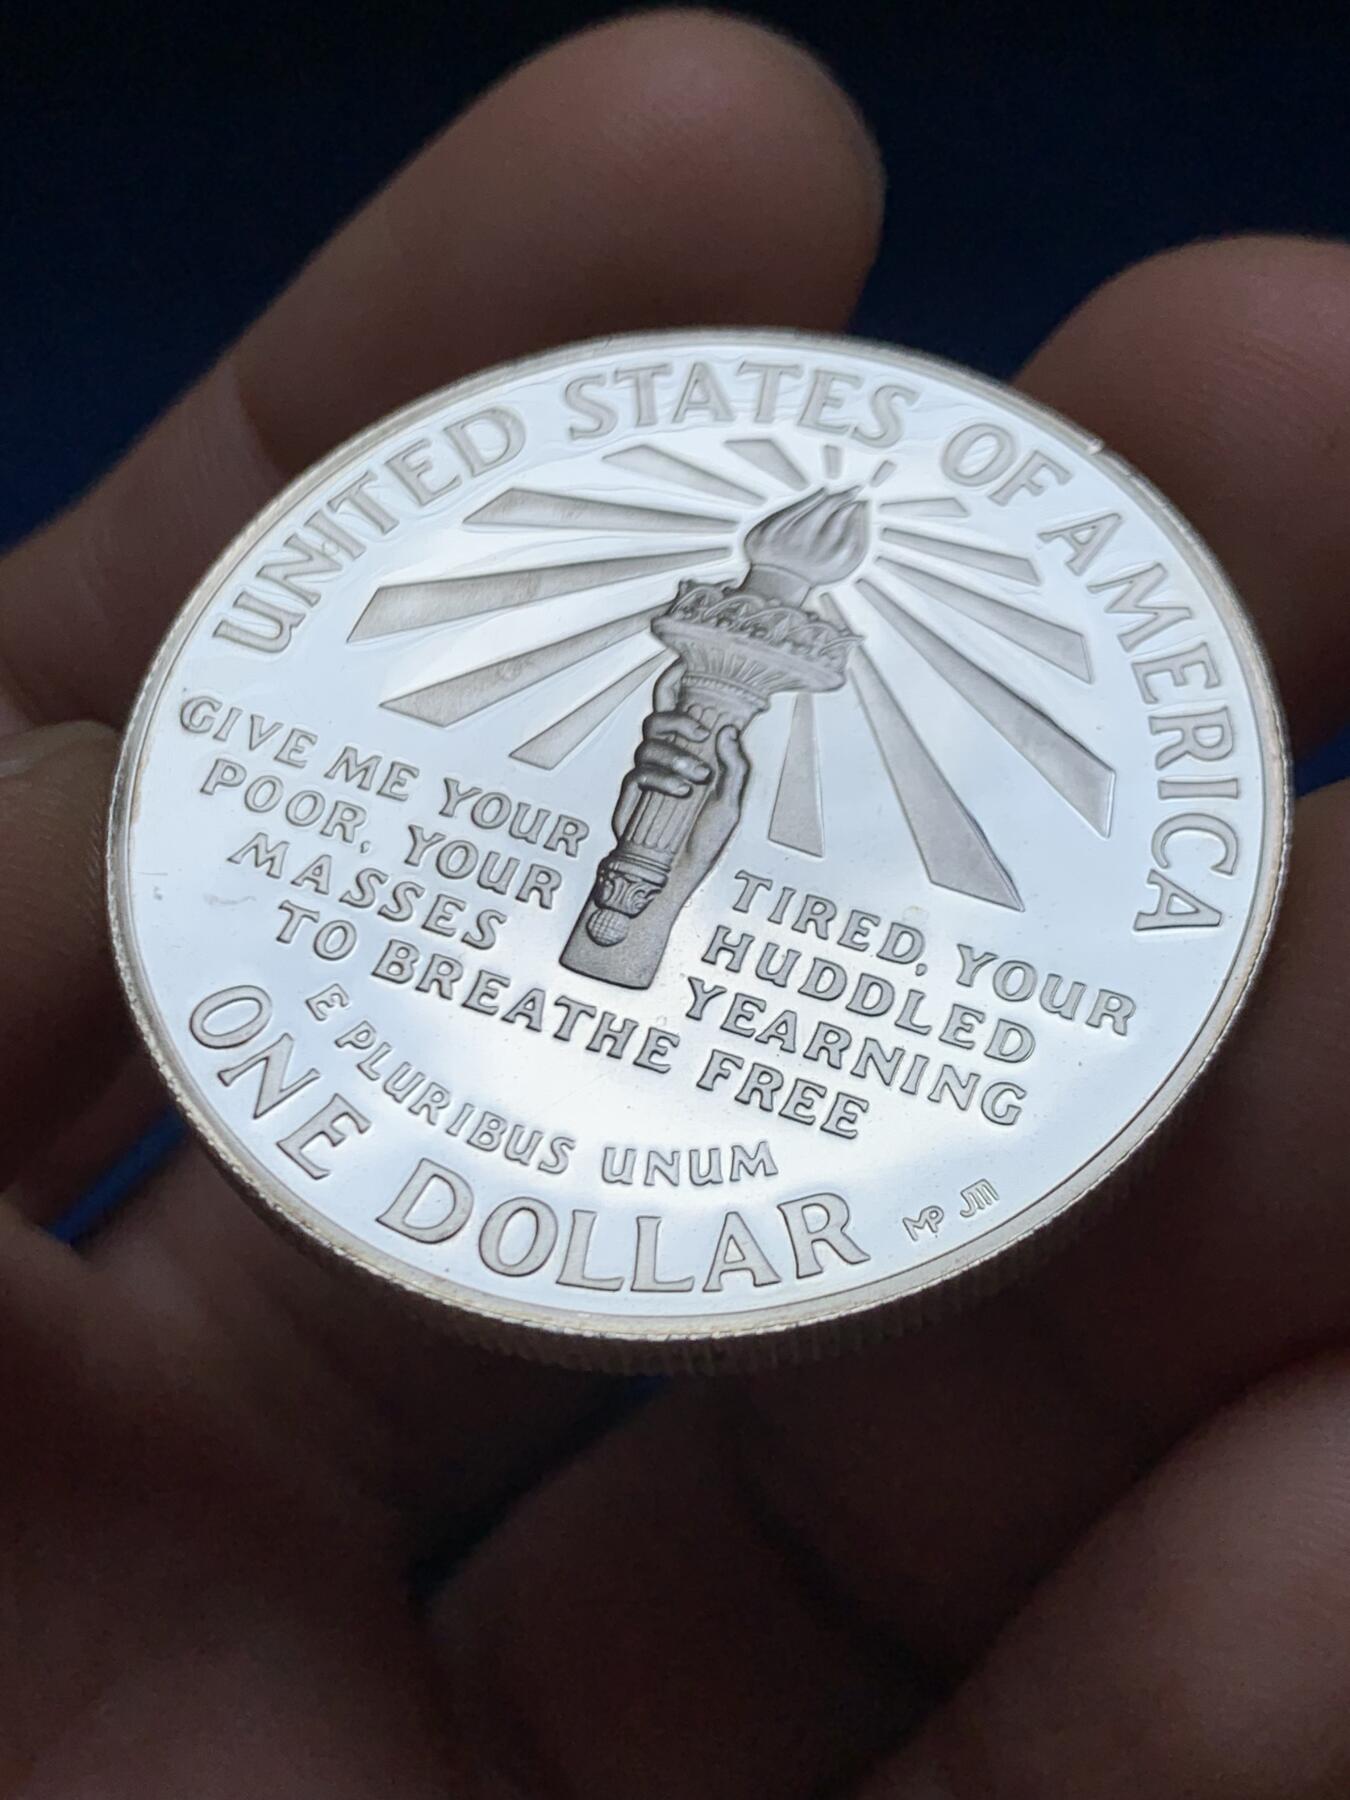 UNITED STATES OF AMERICA
GIVE ME YOUR TIRED, YOUR
POOR, YOUR HUDDLED
MASSES YEARNING
TO BREATHE FREE
E PLURIBUS UNUM
ONE DOLLAR
MP JM